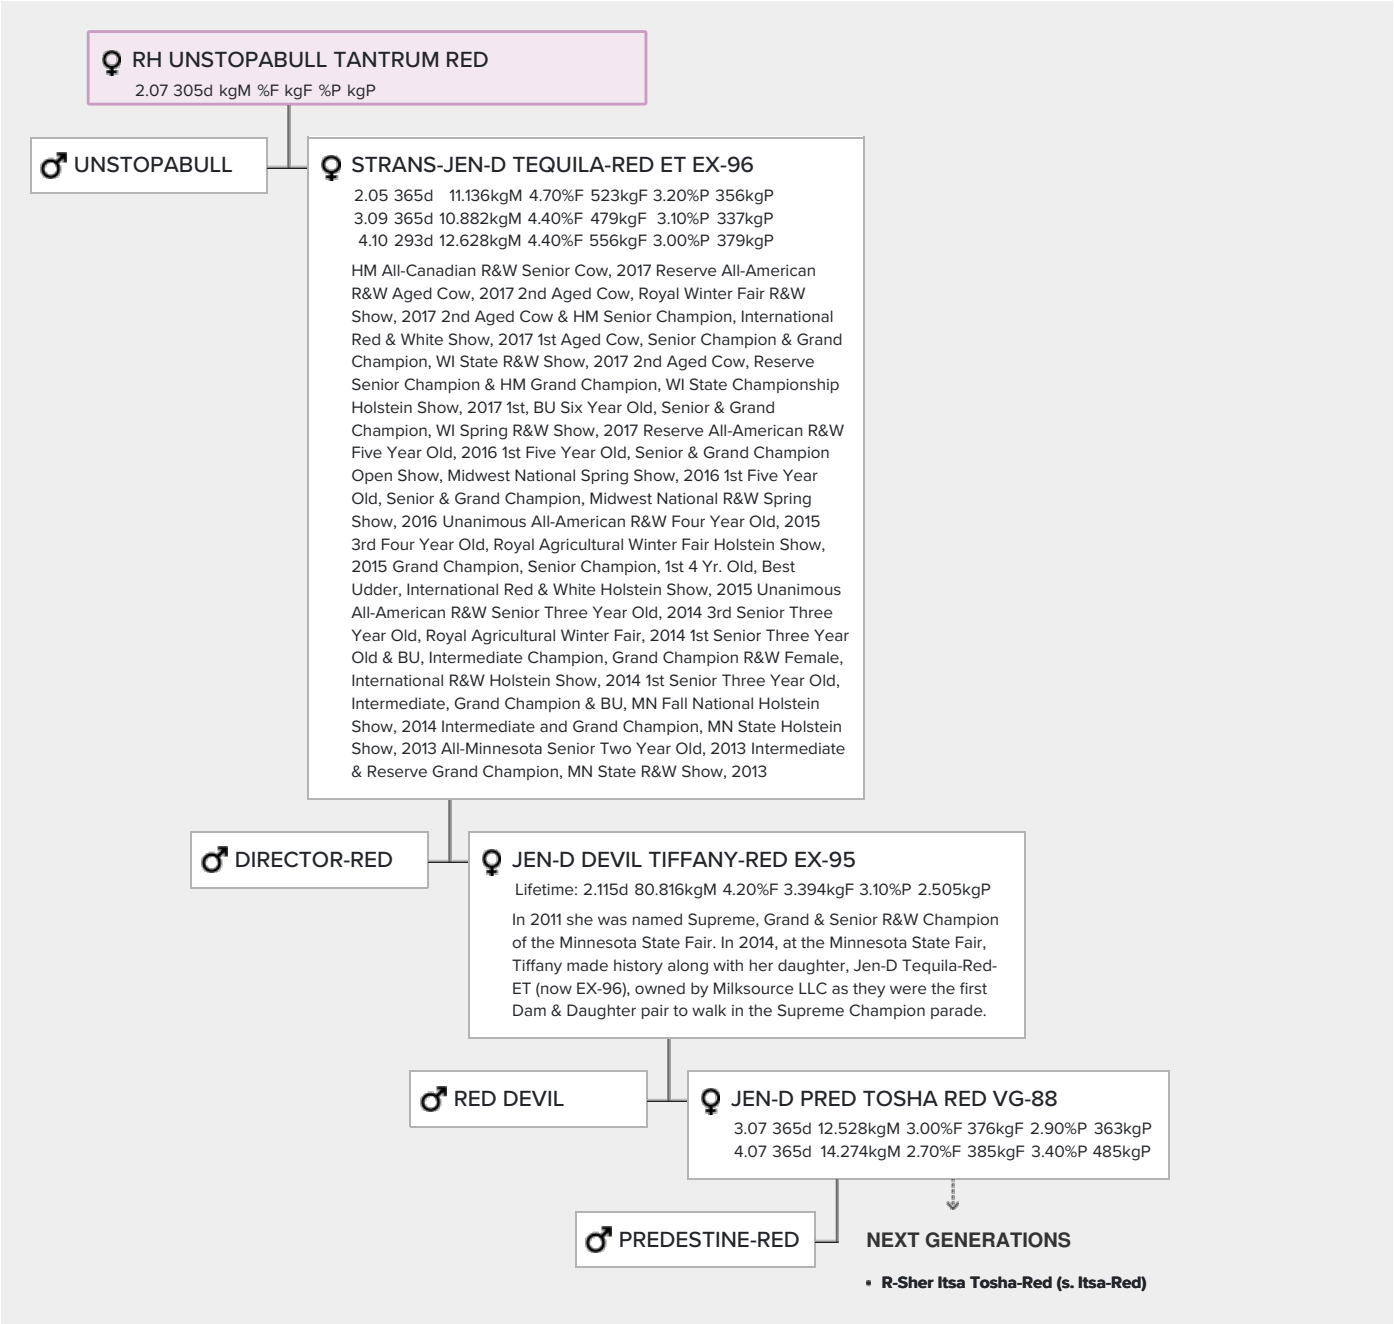 RH UNSTOPABULL TANTRUM RED
2.07 305d kgM %F kgF %P kgP
UNSTOPABULL
STRANS-JEN-D TEQUILA-RED ET EX-96
2.05 365d 11.136kgM 4.70%F 523kgF 3.20%P 356kgP
3.09 365d 10.882kgM 4.40%F 479kgF 3.10%P 337kgP
4.10 293d 12.628kgM 4.40%F 556kgF 3.00%P 379kgP
HM All-Canadian R&W Senior Cow, 2017 Reserve All-American
R&W Aged Cow, 2017 2nd Aged Cow, Royal Winter Fair R&W
Show, 2017 2nd Aged Cow & HM Senior Champion, International
Red & White Show, 2017 1st Aged Cow, Senior Champion & Grand
Champion, WI State R&W Show, 2017 2nd Aged Cow, Reserve
Senior Champion & HM Grand Champion, WI State Championship
Holstein Show, 2017 1st, BU Six Year Old, Senior & Grand
Champion, WI Spring R&W Show, 2017 Reserve All-American R&W
Five Year Old, 2016 1st Five Year Old, Senior & Grand Champion
Open Show, Midwest National Spring Show, 2016 1st Five Year
Old, Senior & Grand Champion, Midwest National R&W Spring
Show, 2016 Unanimous All-American R&W Four Year Old, 2015
3rd Four Year Old, Royal Agricultural Winter Fair Holstein Show,
2015 Grand Champion, Senior Champion, 1st 4 Yr. Old, Best
Udder, International Red & White Holstein Show, 2015 Unanimous
All-American R&W Senior Three Year Old, 2014 3rd Senior Three
Year Old, Royal Agricultural Winter Fair, 2014 1st Senior Three Year
Old & BU, Intermediate Champion, Grand Champion R&W Female,
International R&W Holstein Show, 2014 1st Senior Three Year Old,
Intermediate, Grand Champion & BU, MN Fall National Holstein
Show, 2014 Intermediate and Grand Champion, MN State Holstein
Show, 2013 All-Minnesota Senior Two Year Old, 2013 Intermediate
& Reserve Grand Champion, MN State R&W Show, 2013
DIRECTOR-RED
JEN-D DEVIL TIFFANY-RED EX-95
Lifetime: 2.115d 80.816kgM 4.20%F 3.394kgF 3.10%P 2.505kgP
In 2011 she was named Supreme, Grand & Senior R&W Champion
of the Minnesota State Fair. In 2014, at the Minnesota State Fair,
Tiffany made history along with her daughter, Jen-D Tequila-Red-
ET (now EX-96), owned by Milksource LLC as they were the first
Dam & Daughter pair to walk in the Supreme Champion parade.
RED DEVIL
JEN-D PRED TOSHA RED VG-88
3.07 365d 12.528kgM 3.00%F 376kgF 2.90%P 363kgP
4.07 365d 14.274kgM 2.70%F 385kgF 3.40%P 485kgP
PREDESTINE-RED
NEXT GENERATIONS
• R-Sher Itsa Tosha-Red (s. Itsa-Red)